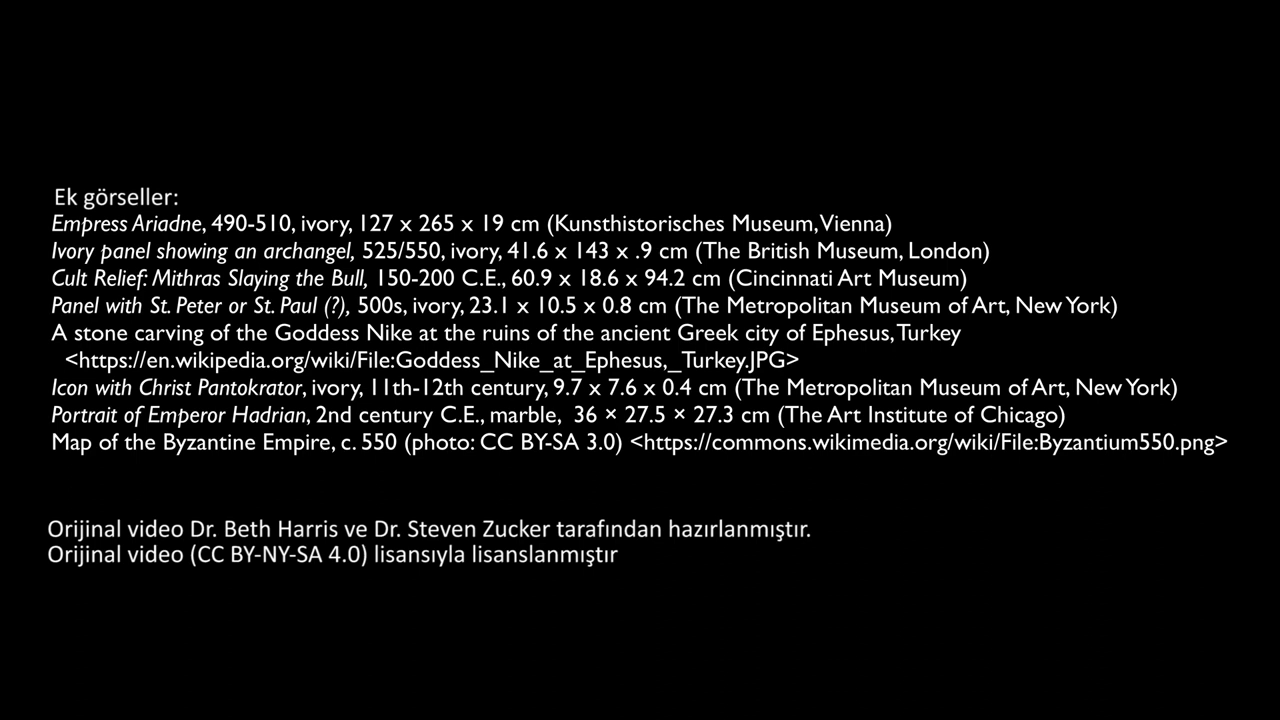 Ek görseller:
Empress Ariadne, 490-510, ivory, 127 x 265 x 19 cm (Kunsthistorisches Museum, Vienna)
Ivory panel showing an archangel, 525/550, ivory, 41.6 x 143 x .9 cm (The British Museum, London)
Cult Relief: Mithras Slaying the Bull, 150-200 C.E., 60.9 x 18.6 x 94.2 cm (Cincinnati Art Museum)
Panel with St. Peter or St. Paul (?), 500s, ivory, 23.1 x 10.5 x 0.8 cm (The Metropolitan Museum of Art, New York)
A stone carving of the Goddess Nike at the ruins of the ancient Greek city of Ephesus, Turkey
<https://en.wikipedia.org/wiki/File:Goddess_Nike_at_Ephesus,_Turkey.JPG>
Icon with Christ Pantokrator, ivory, 11th-12th century, 9.7 x 7.6 x 0.4 cm (The Metropolitan Museum of Art, New York)
Portrait of Emperor Hadrian, 2nd century C.E., marble, 36 × 27.5 × 27.3 cm (The Art Institute of Chicago)
Map of the Byzantine Empire, c. 550 (photo: CC BY-SA 3.0) <https://commons.wikimedia.org/wiki/File:Byzantium550.png>
Orijinal video Dr. Beth Harris ve Dr. Steven Zucker tarafından hazırlanmıştır.
Orijinal video (CC BY-NY-SA 4.0) lisansıyla lisanslanmıştır